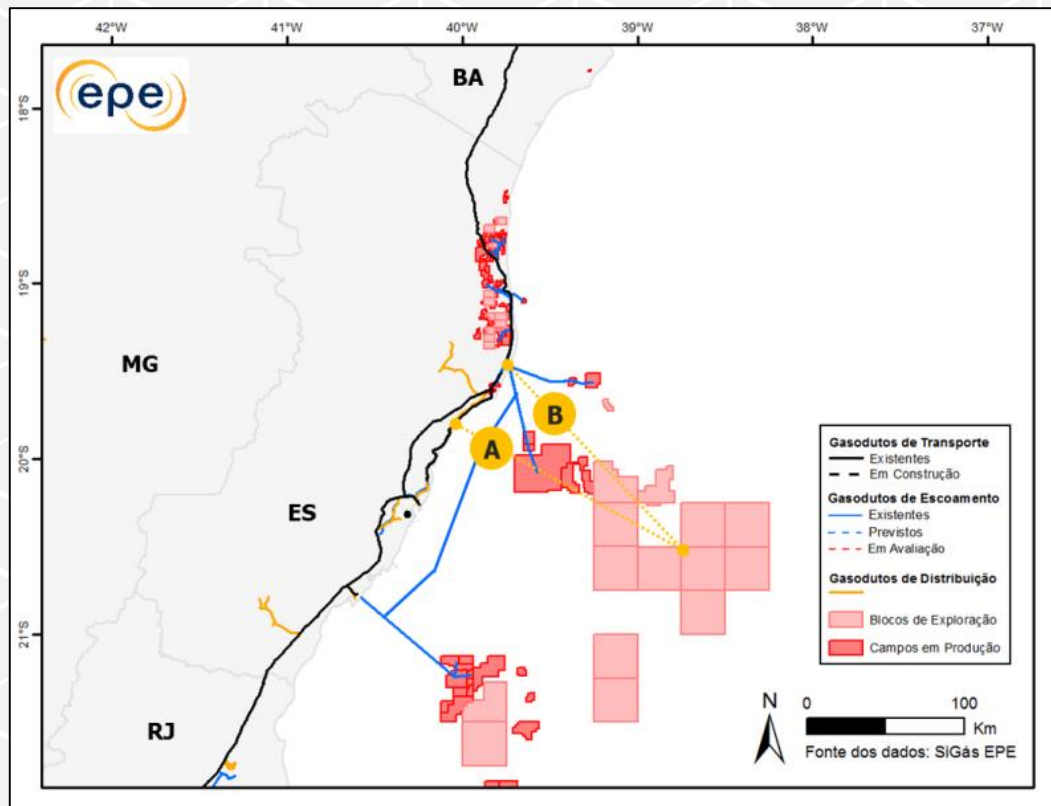 42°W 41°W 40°W 39°W 38°W 37°W
epe
BA
18°S
19°S
MG
B
A
20°S
ES
21°S
RJ
Gasodutos de Transporte
Existentes
Em Construção
Gasodutos de Escoamento
Existentes
Previstos
Em Avaliação
Gasodutos de Distribuição
Blocos de Exploração
Campos em Produção
N
0 100
Km
Fonte dos dados: SiGás EPE